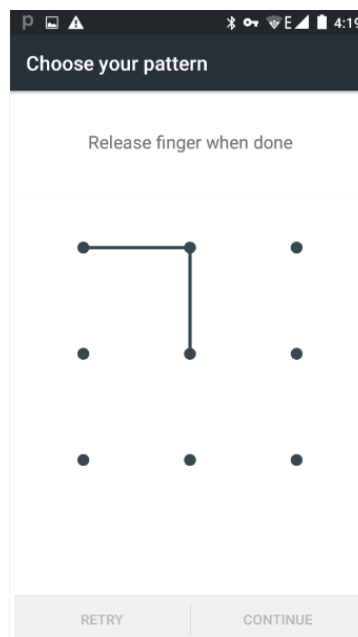 E 4:19
Choose your pattern
Release finger when done
RETRY CONTINUE